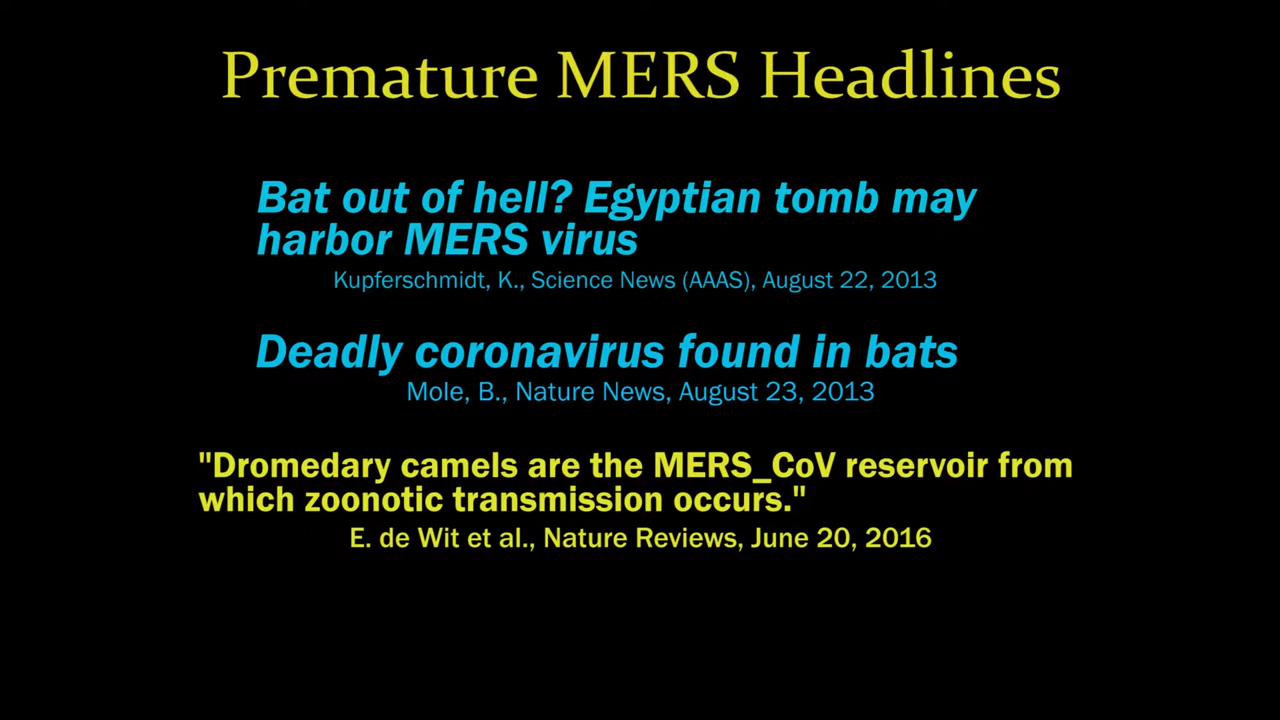 Premature MERS Headlines
Bat out of hell? Egyptian tomb may
harbor MERS virus
Kupferschmidt, K., Science News (AAAS), August 22, 2013
Deadly coronavirus found in bats
Mole, B., Nature News, August 23, 2013
"Dromedary camels are the MERS_CoV reservoir from
which zoonotic transmission occurs."
E. de Wit et al., Nature Reviews, June 20, 2016